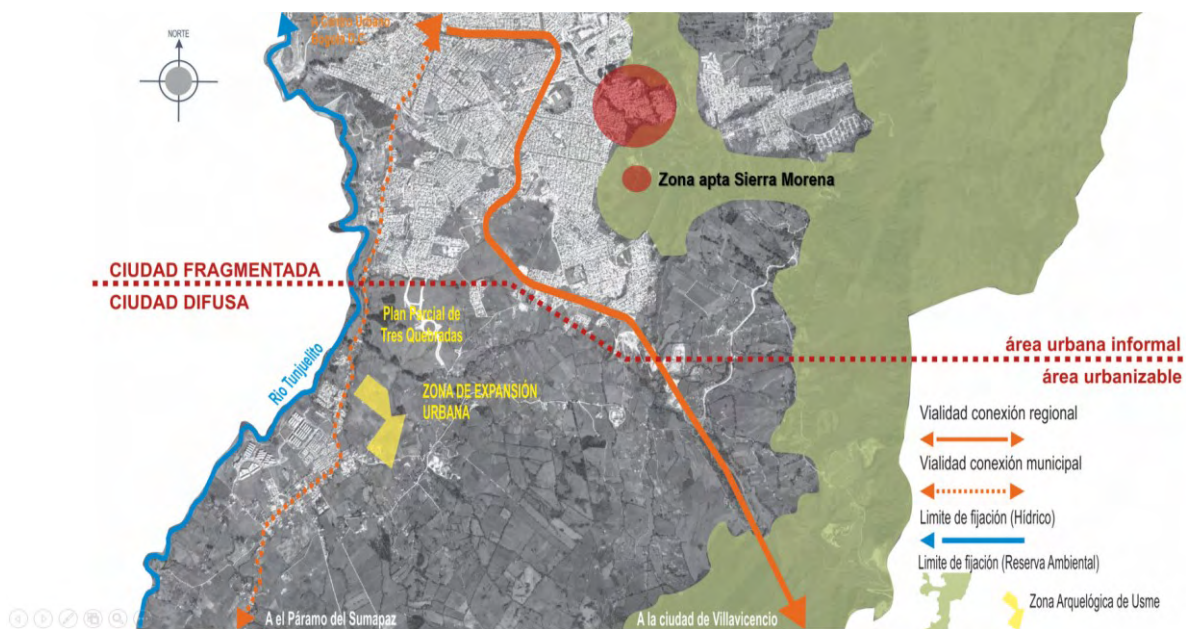 NORTE
A Centro Urbano
Bogotá D.C.
Zona apta Sierra Morena
CIUDAD FRAGMENTADA
CIUDAD DIFUSA
Plan Parcial de
Tres Quebradas
Río Tunjuelito
ZONA DE EXPANSIÓN
URBANA
área urbana informal
área urbanizable
Vialidad conexión regional
Vialidad conexión municipal
Limite de fijación (Hídrico)
Limite de fijación (Reserva Ambiental)
Zona Arquelógica de Usme
A el Páramo del Sumapaz
A la ciudad de Villavicencio